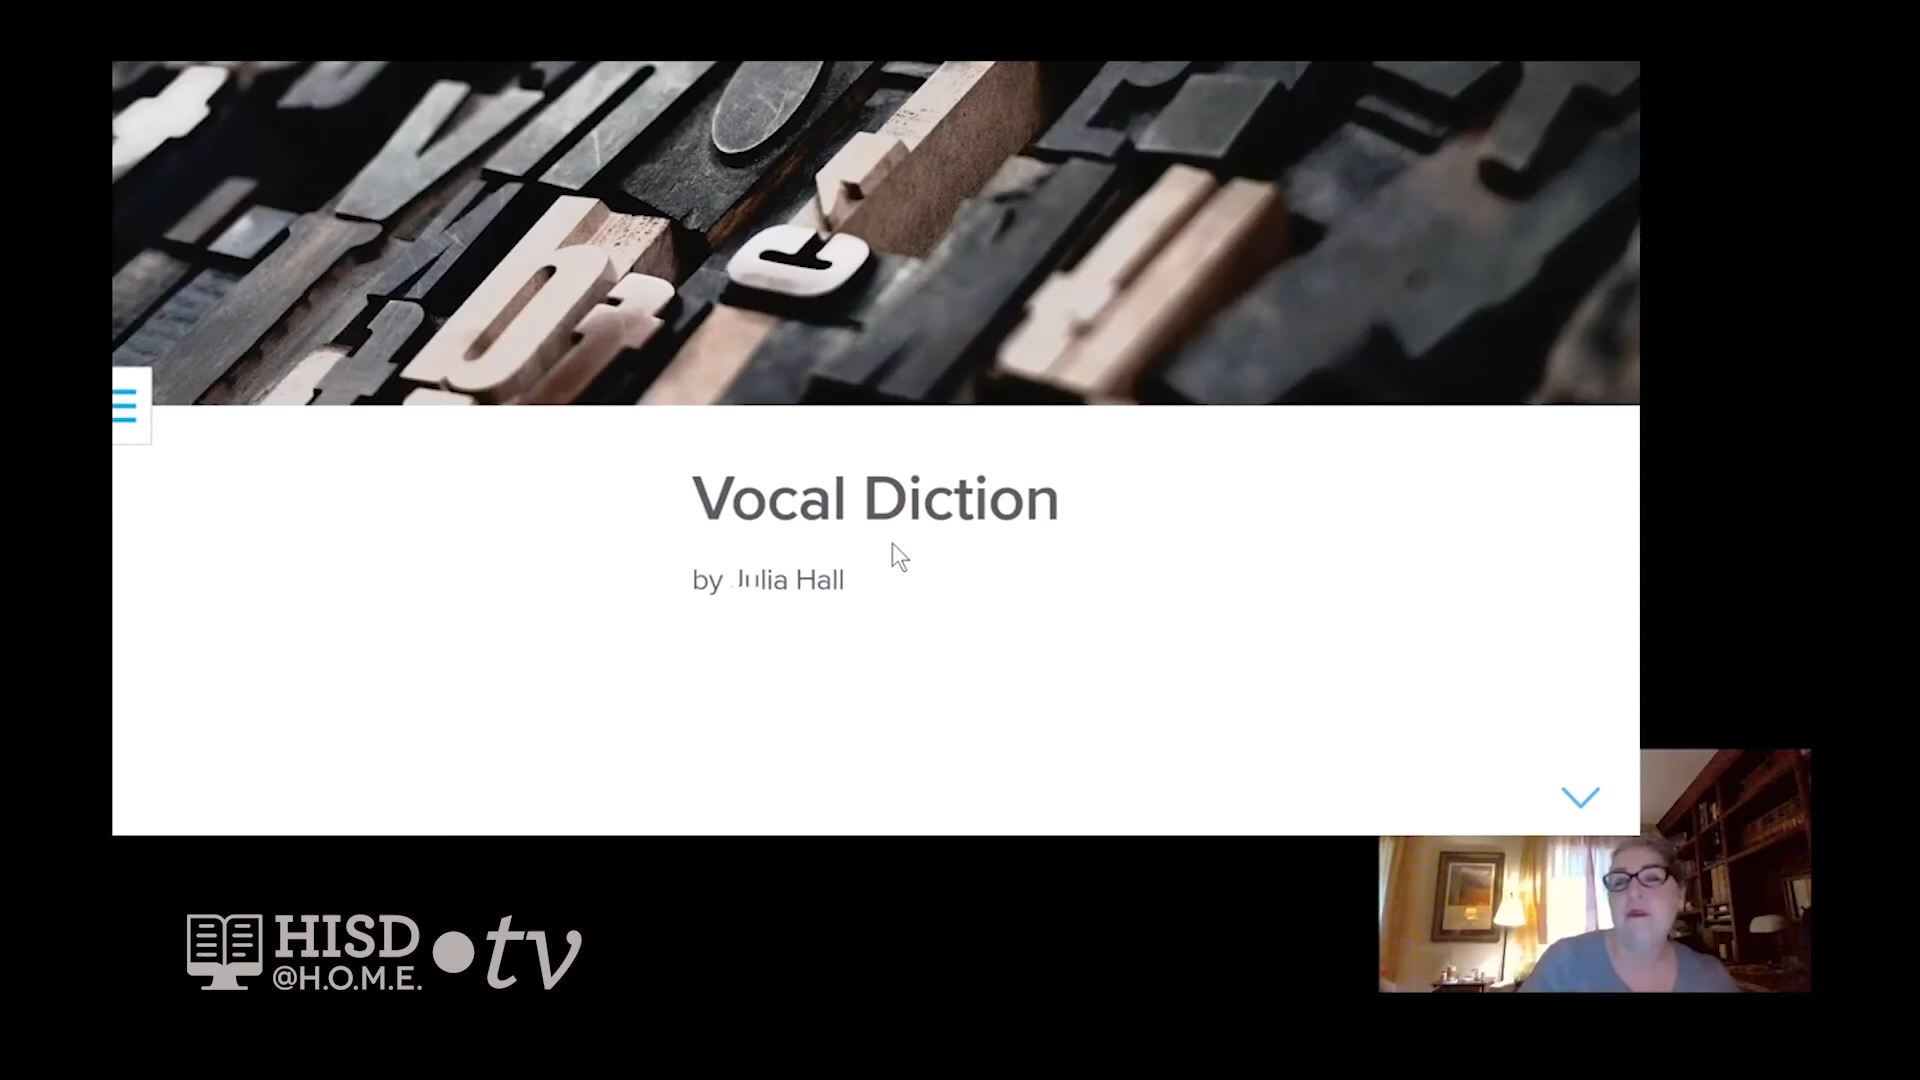 Vocal Diction
by Julia Hall
HISD
@H.O.M.E.
•tv